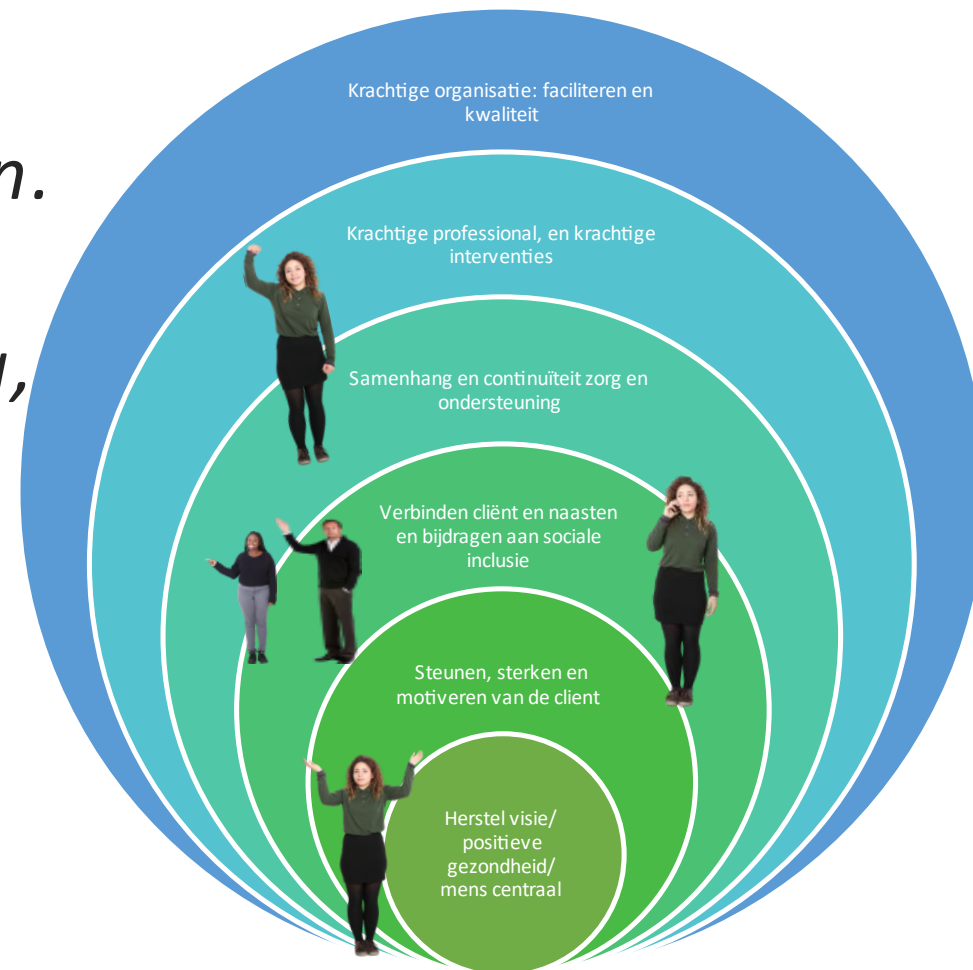 Krachtige organisatie: faciliteren en
kwaliteit
n.
Krachtige professional, en krachtige
interventies
Samenhang en continuïteit zorg en
ondersteuning
Verbinden cliënt en naasten
en bijdragen aan sociale
inclusie
Steunen, sterken en
motiveren van de client
Herstel visie/
positieve
gezondheid/
mens centraal